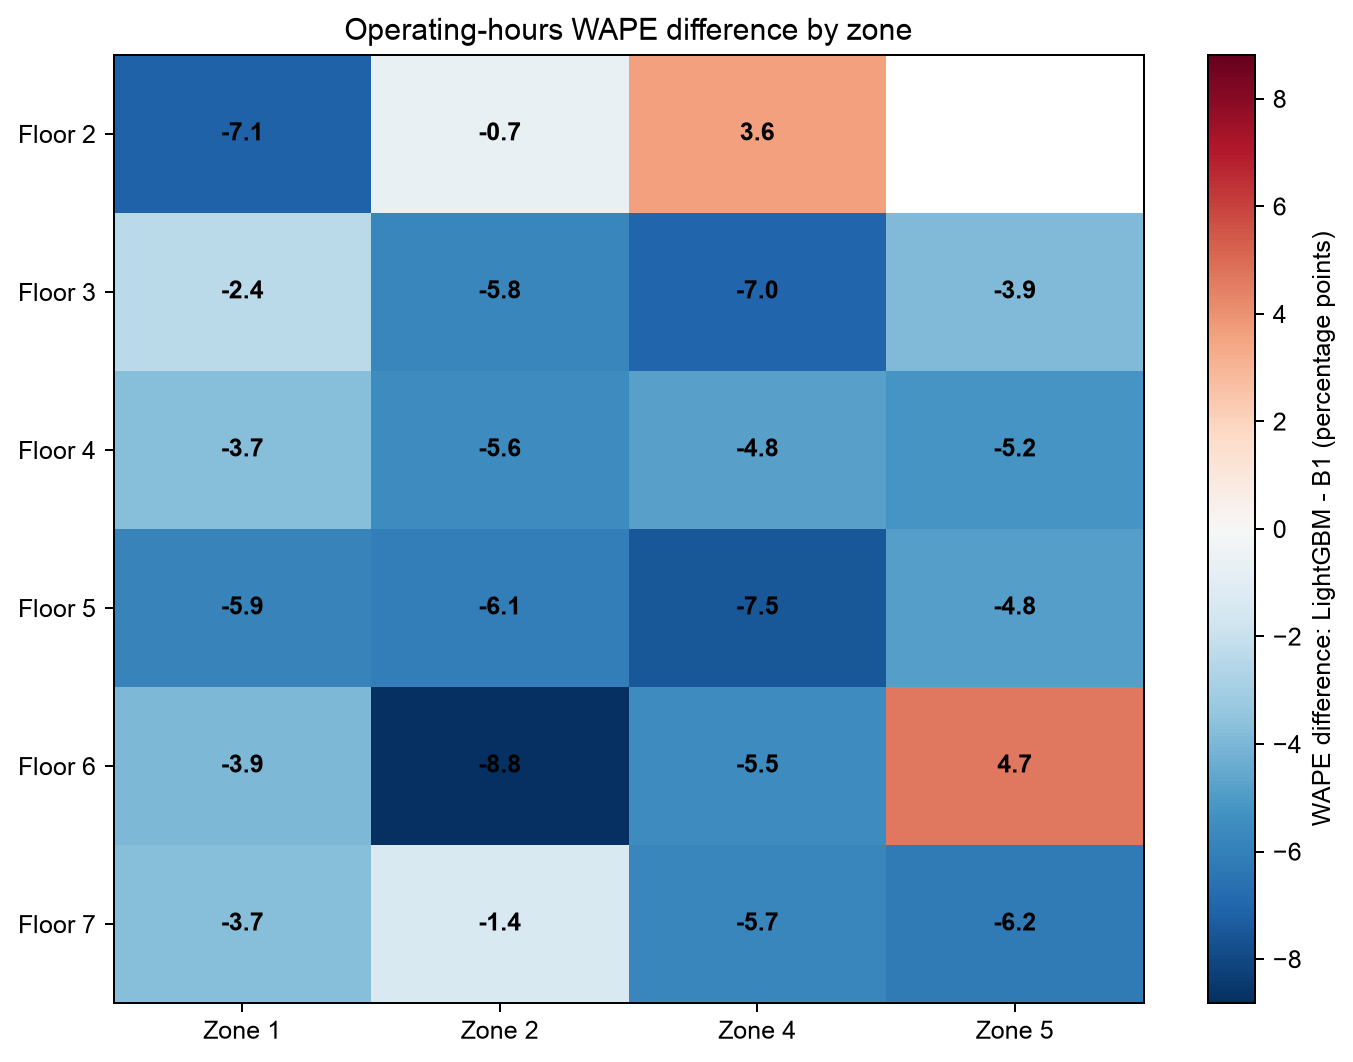 Operating-hours WAPE difference by zone
Floor 2 -7.1 -0.7 3.6
Floor 3 -2.4 -5.8 -7.0 -3.9
Floor 4 -3.7 -5.6 -4.8 -5.2
Floor 5 -5.9 -6.1 -7.5 -4.8
Floor 6 -3.9 -8.8 -5.5 4.7
Floor 7 -3.7 -1.4 -5.7 -6.2
Zone 1 Zone 2 Zone 4 Zone 5
8
6
4
2
0
−2
−4
−6
−8
WAPE difference: LightGBM - B1 (percentage points)